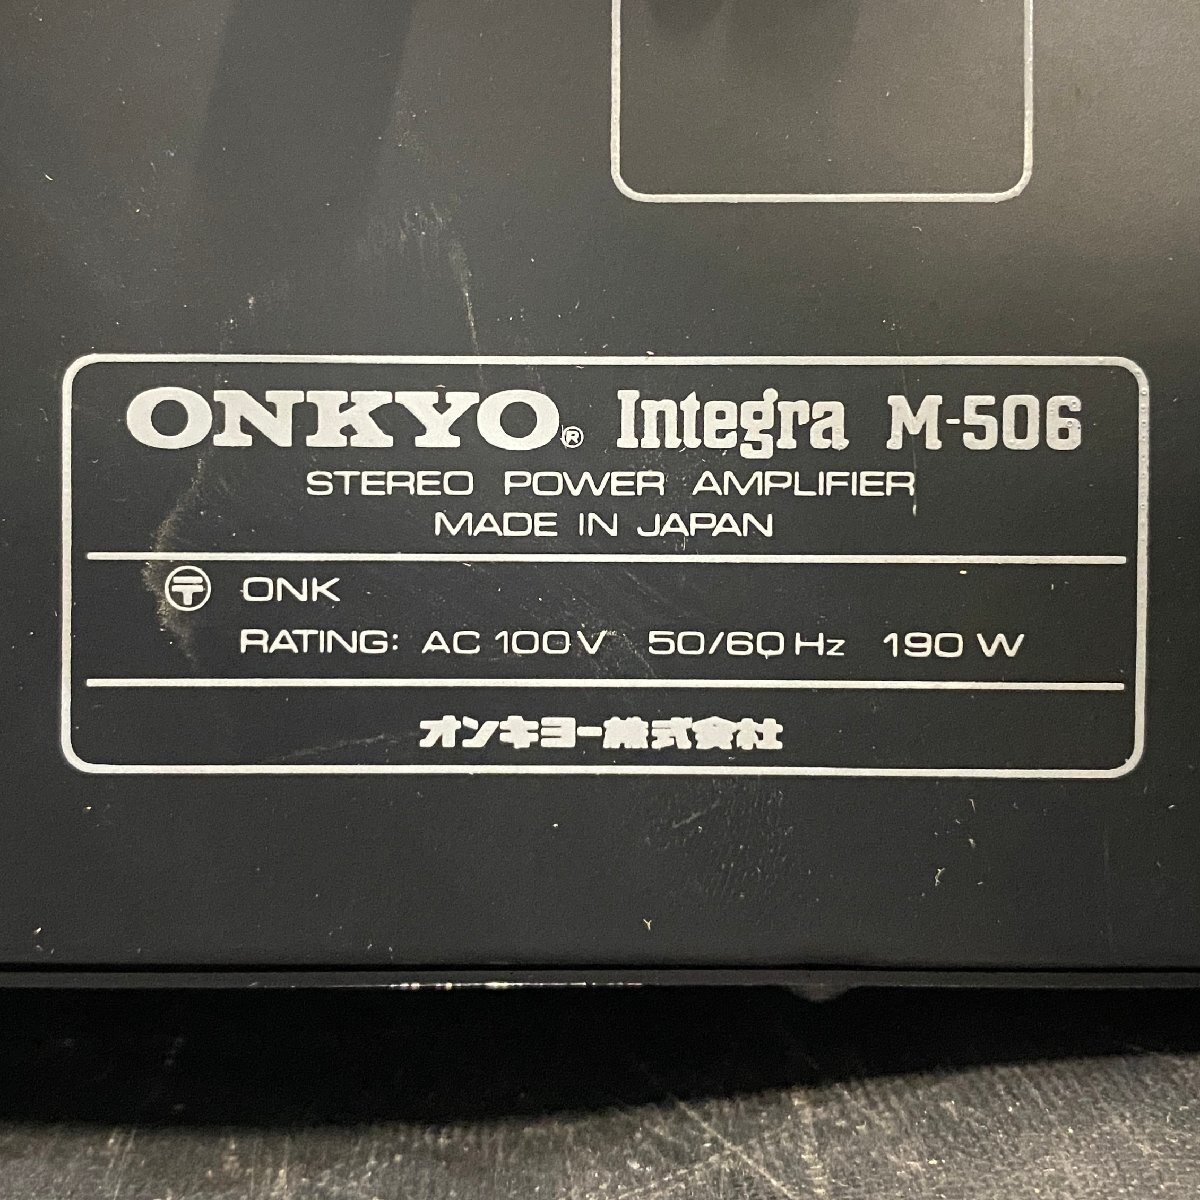 ONKYO® Integra M-506
STEREO POWER AMPLIFIER
MADE IN JAPAN
〶 ONK
RATING: AC 100V 50/60 Hz 190 W
オンキヨー株式会社